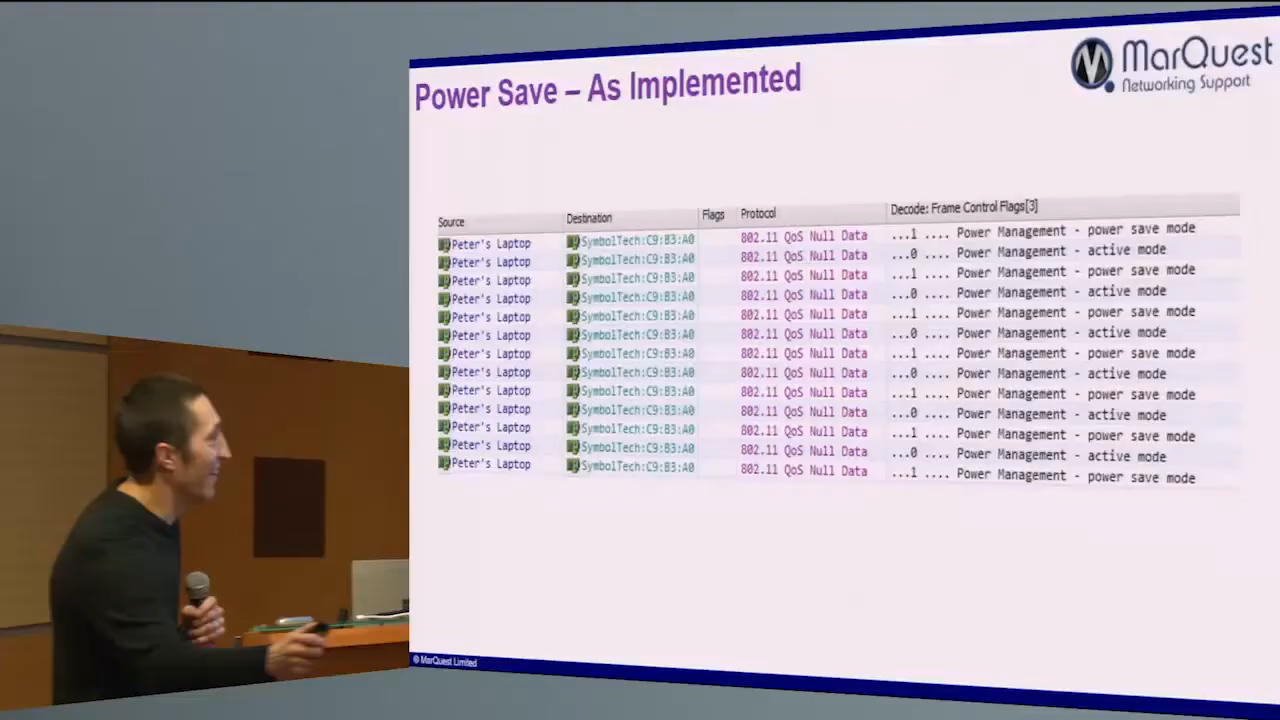 Power Save – As Implemented
MarQuest
Networking Support
Source Destination Flags Protocol Decode: Frame Control Flags[3]
Peter's Laptop SymbolTech:C9:B3:A0 802.11 QoS Null Data ...1 .... Power Management - power save mode
Peter's Laptop SymbolTech:C9:B3:A0 802.11 QoS Null Data ...0 .... Power Management - active mode
Peter's Laptop SymbolTech:C9:B3:A0 802.11 QoS Null Data ...1 .... Power Management - power save mode
Peter's Laptop SymbolTech:C9:B3:A0 802.11 QoS Null Data ...0 .... Power Management - active mode
Peter's Laptop SymbolTech:C9:B3:A0 802.11 QoS Null Data ...1 .... Power Management - power save mode
Peter's Laptop SymbolTech:C9:B3:A0 802.11 QoS Null Data ...0 .... Power Management - active mode
Peter's Laptop SymbolTech:C9:B3:A0 802.11 QoS Null Data ...1 .... Power Management - power save mode
Peter's Laptop SymbolTech:C9:B3:A0 802.11 QoS Null Data ...0 .... Power Management - active mode
Peter's Laptop SymbolTech:C9:B3:A0 802.11 QoS Null Data ...1 .... Power Management - power save mode
Peter's Laptop SymbolTech:C9:B3:A0 802.11 QoS Null Data ...0 .... Power Management - active mode
Peter's Laptop SymbolTech:C9:B3:A0 802.11 QoS Null Data ...1 .... Power Management - power save mode
Peter's Laptop SymbolTech:C9:B3:A0 802.11 QoS Null Data ...0 .... Power Management - active mode
Peter's Laptop SymbolTech:C9:B3:A0 802.11 QoS Null Data ...1 .... Power Management - power save mode
© MarQuest Limited